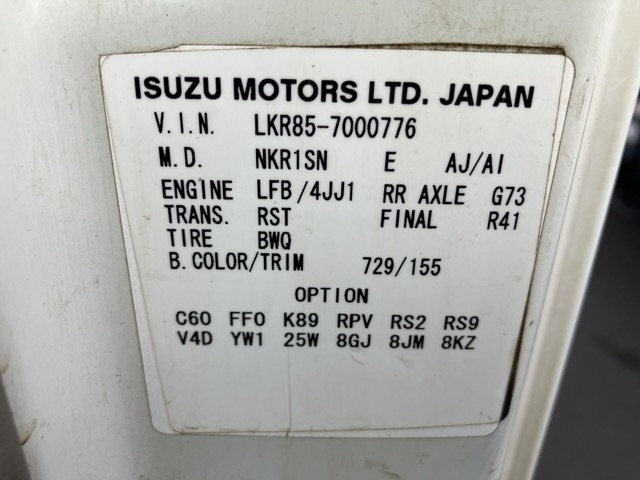 ISUZU MOTORS LTD. JAPAN
V.I.N. LKR85-7000776
M.D. NKR1SN E AJ/AI
ENGINE LFB/4JJ1 RR AXLE G73
TRANS. RST FINAL R41
TIRE BWQ
B.COLOR/TRIM 729/155
OPTION
C60 FF0 K89 RPV RS2 RS9
V4D YW1 25W 8GJ 8JM 8KZ